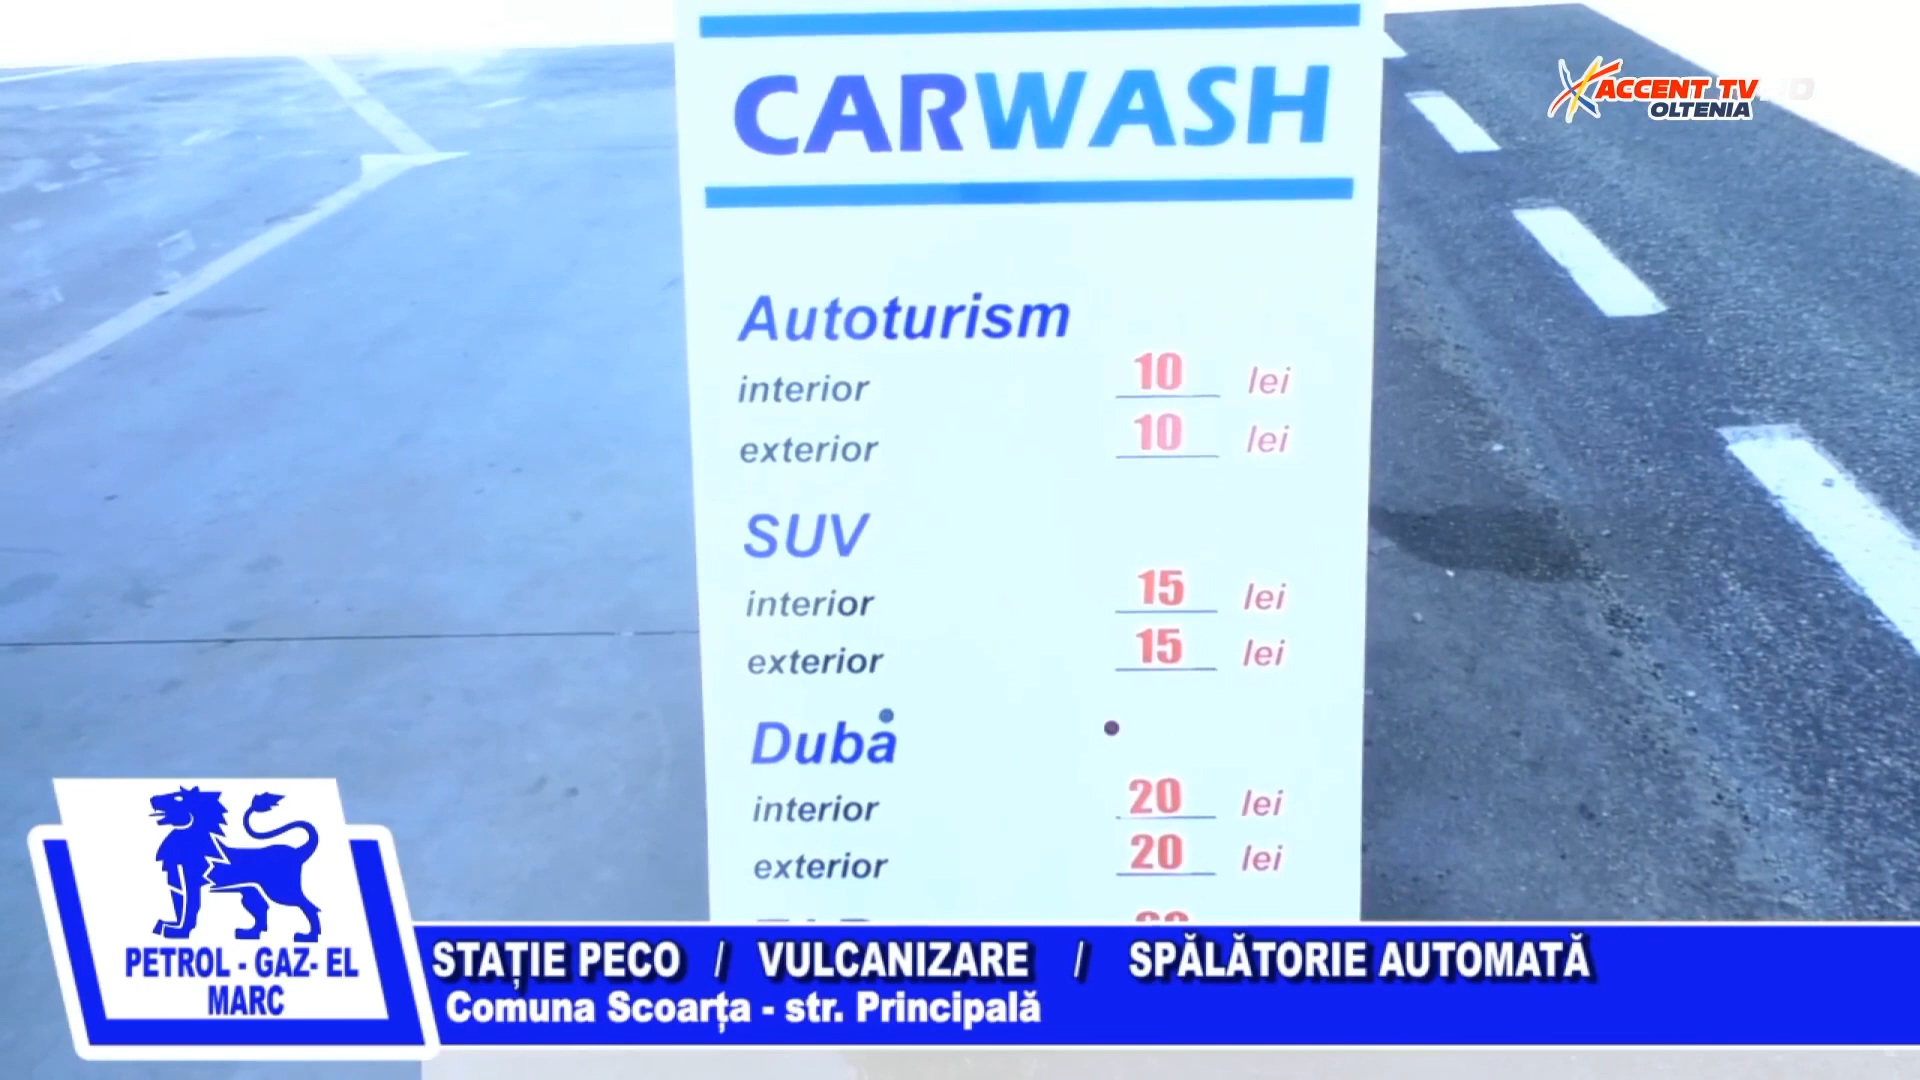 CARWASH
ACCENT TV
OLTENIA
Autoturism
interior 10 lei
exterior 10 lei
SUV
interior 15 lei
exterior 15 lei
Duba
interior 20 lei
exterior 20 lei
PETROL - GAZ- EL
MARC
STAȚIE PECO / VULCANIZARE / SPĂLĂTORIE AUTOMATĂ
Comuna Scoarța - str. Principală